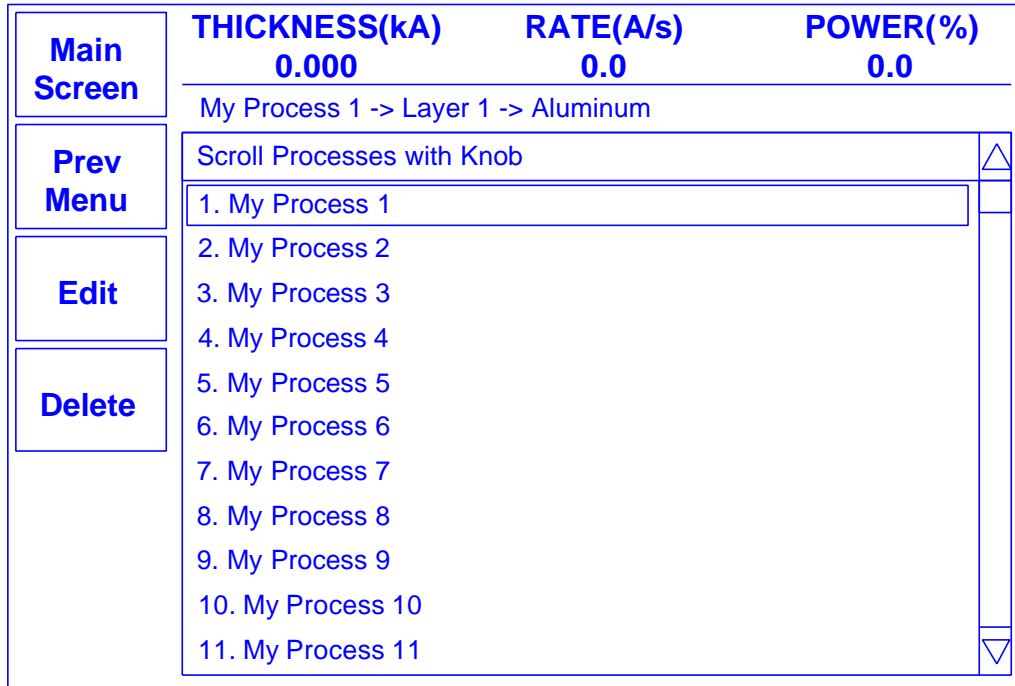 Main
Screen
THICKNESS(kA) RATE(A/s) POWER(%)
0.000 0.0 0.0
My Process 1 -> Layer 1 -> Aluminum
Prev
Menu
Scroll Processes with Knob
1. My Process 1
2. My Process 2
Edit
3. My Process 3
4. My Process 4
Delete
5. My Process 5
6. My Process 6
7. My Process 7
8. My Process 8
9. My Process 9
10. My Process 10
11. My Process 11